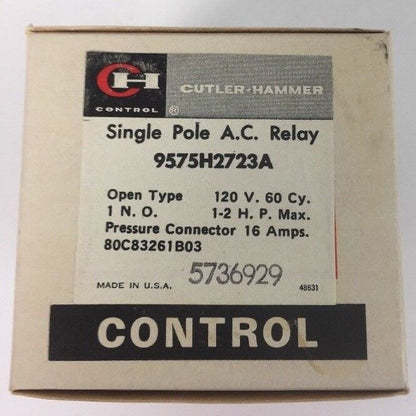 CH
CONTROL ®
CUTLER-HAMMER
Single Pole A.C. Relay
9575H2723A
Open Type 120 V. 60 Cy.
1 N. O. 1-2 H. P. Max.
Pressure Connector 16 Amps.
80C83261B03
5736929
MADE IN U.S.A. 48631
CONTROL